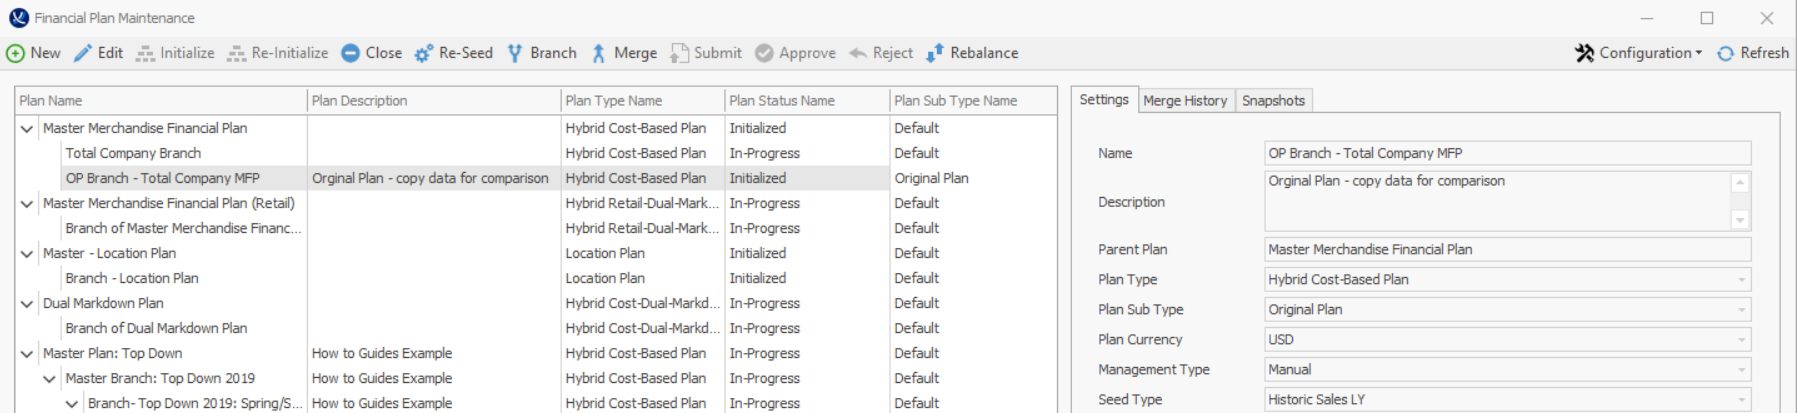 Financial Plan Maintenance
New Edit Initialize Re-Initialize Close Re-Seed Branch Merge Submit Approve Reject Rebalance Configuration Refresh
Plan Name Plan Description Plan Type Name Plan Status Name Plan Sub Type Name
Master Merchandise Financial Plan Hybrid Cost-Based Plan Initialized Default
Total Company Branch Hybrid Cost-Based Plan In-Progress Default
OP Branch - Total Company MFP Orginal Plan - copy data for comparison Hybrid Cost-Based Plan Initialized Original Plan
Master Merchandise Financial Plan (Retail) Hybrid Retail-Dual-Mark... In-Progress Default
Branch of Master Merchandise Financ... Hybrid Retail-Dual-Mark... In-Progress Default
Master - Location Plan Location Plan Initialized Default
Branch - Location Plan Location Plan Initialized Default
Dual Markdown Plan Hybrid Cost-Dual-Markd... In-Progress Default
Branch of Dual Markdown Plan Hybrid Cost-Dual-Markd... In-Progress Default
Master Plan: Top Down How to Guides Example Hybrid Cost-Based Plan In-Progress Default
Master Branch: Top Down 2019 How to Guides Example Hybrid Cost-Based Plan In-Progress Default
Branch- Top Down 2019: Spring/S... How to Guides Example Hybrid Cost-Based Plan In-Progress Default
Settings Merge History Snapshots
Name OP Branch - Total Company MFP
Description Orginal Plan - copy data for comparison
Parent Plan Master Merchandise Financial Plan
Plan Type Hybrid Cost-Based Plan
Plan Sub Type Original Plan
Plan Currency USD
Management Type Manual
Seed Type Historic Sales LY